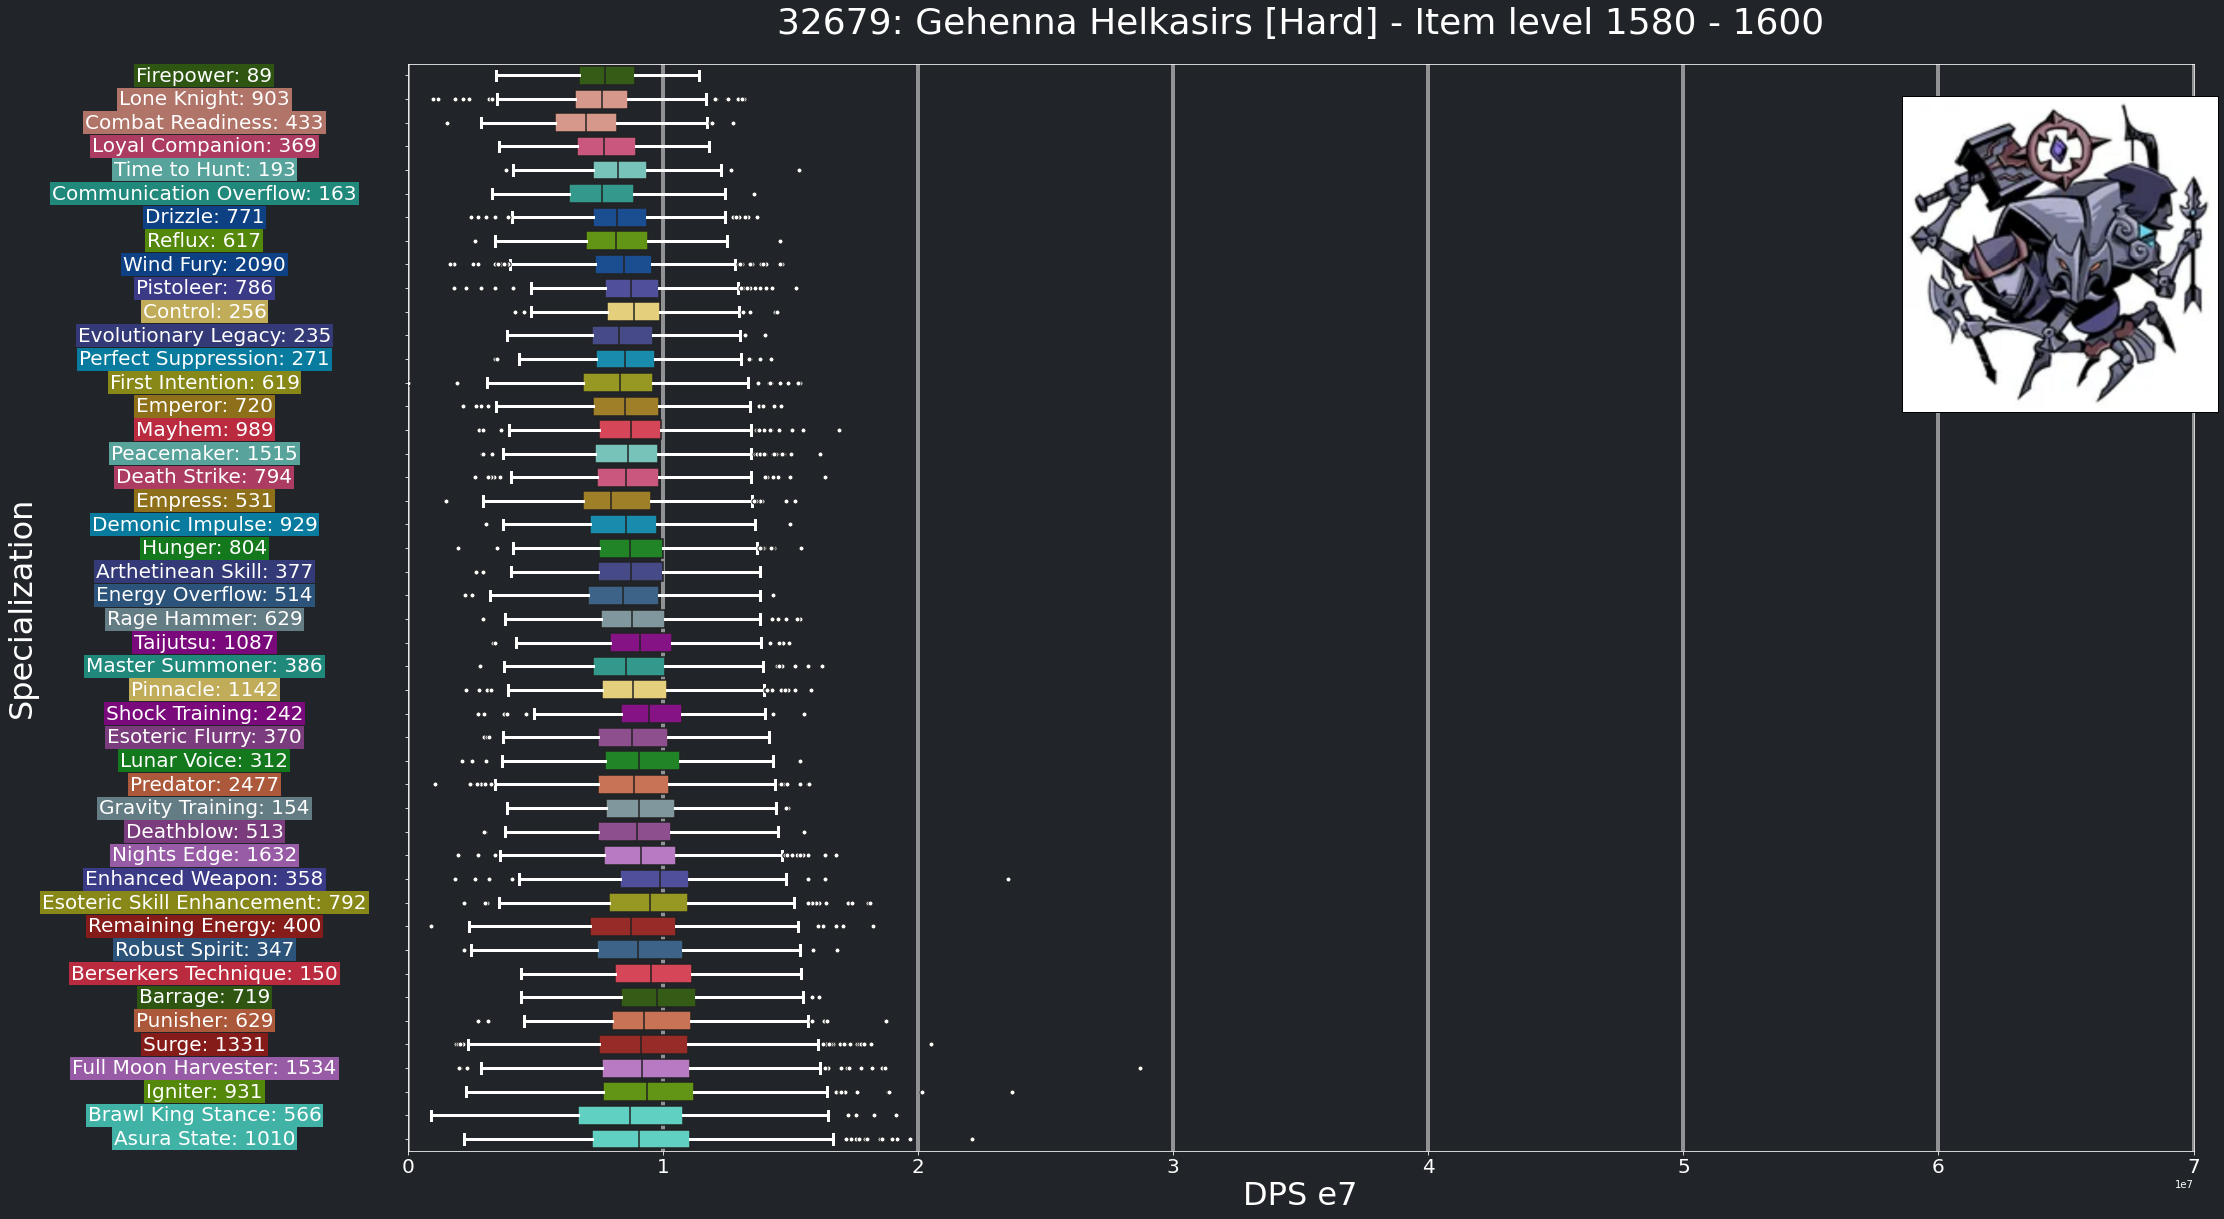 32679: Gehenna Helkasirs [Hard] - Item level 1580 - 1600
Specialization
Firepower: 89
Lone Knight: 903
Combat Readiness: 433
Loyal Companion: 369
Time to Hunt: 193
Communication Overflow: 163
Drizzle: 771
Reflux: 617
Wind Fury: 2090
Pistoleer: 786
Control: 256
Evolutionary Legacy: 235
Perfect Suppression: 271
First Intention: 619
Emperor: 720
Mayhem: 989
Peacemaker: 1515
Death Strike: 794
Empress: 531
Demonic Impulse: 929
Hunger: 804
Arthetinean Skill: 377
Energy Overflow: 514
Rage Hammer: 629
Taijutsu: 1087
Master Summoner: 386
Pinnacle: 1142
Shock Training: 242
Esoteric Flurry: 370
Lunar Voice: 312
Predator: 2477
Gravity Training: 154
Deathblow: 513
Nights Edge: 1632
Enhanced Weapon: 358
Esoteric Skill Enhancement: 792
Remaining Energy: 400
Robust Spirit: 347
Berserkers Technique: 150
Barrage: 719
Punisher: 629
Surge: 1331
Full Moon Harvester: 1534
Igniter: 931
Brawl King Stance: 566
Asura State: 1010
0 1 2 3 4 5 6 7
1e7
DPS e7